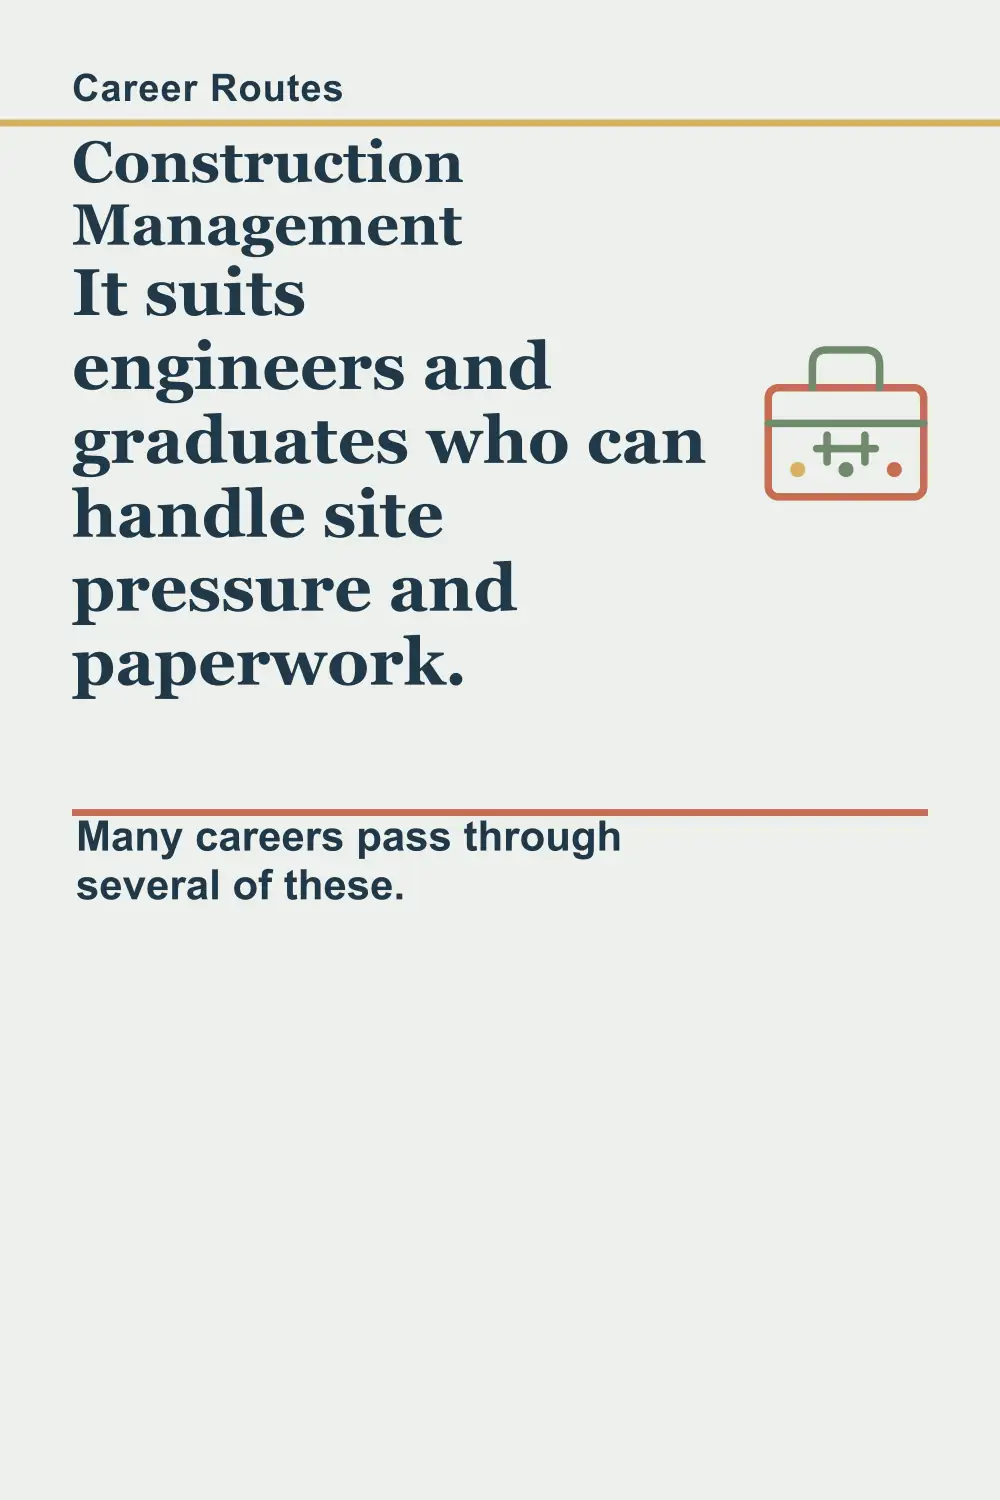 Career Routes
Construction
Management
It suits
engineers and
graduates who can
handle site
pressure and
paperwork.
Many careers pass through
several of these.